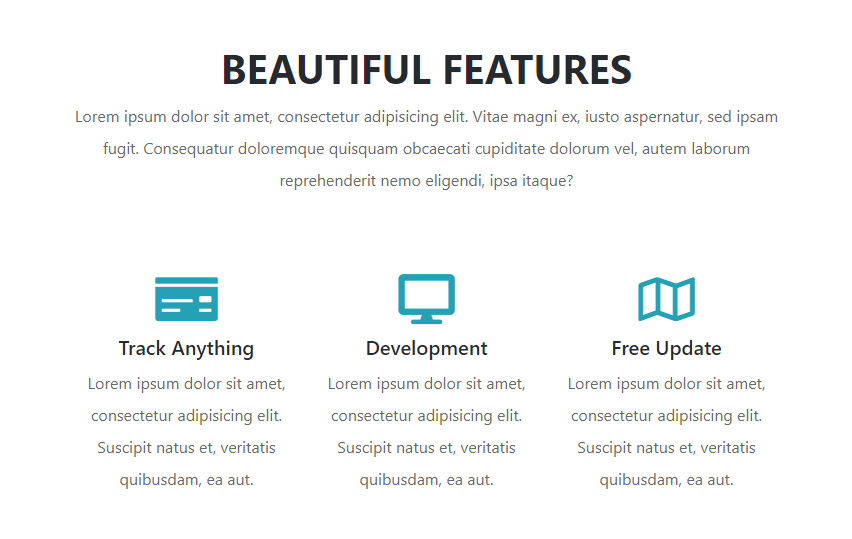 BEAUTIFUL FEATURES
Lorem ipsum dolor sit amet, consectetur adipisicing elit. Vitae magni ex, iusto aspernatur, sed ipsam
fugit. Consequatur doloremque quisquam obcaecati cupiditate dolorum vel, autem laborum
reprehenderit nemo eligendi, ipsa itaque?
Track Anything
Lorem ipsum dolor sit amet,
consectetur adipisicing elit.
Suscipit natus et, veritatis
quibusdam, ea aut.
Development
Lorem ipsum dolor sit amet,
consectetur adipisicing elit.
Suscipit natus et, veritatis
quibusdam, ea aut.
Free Update
Lorem ipsum dolor sit amet,
consectetur adipisicing elit.
Suscipit natus et, veritatis
quibusdam, ea aut.